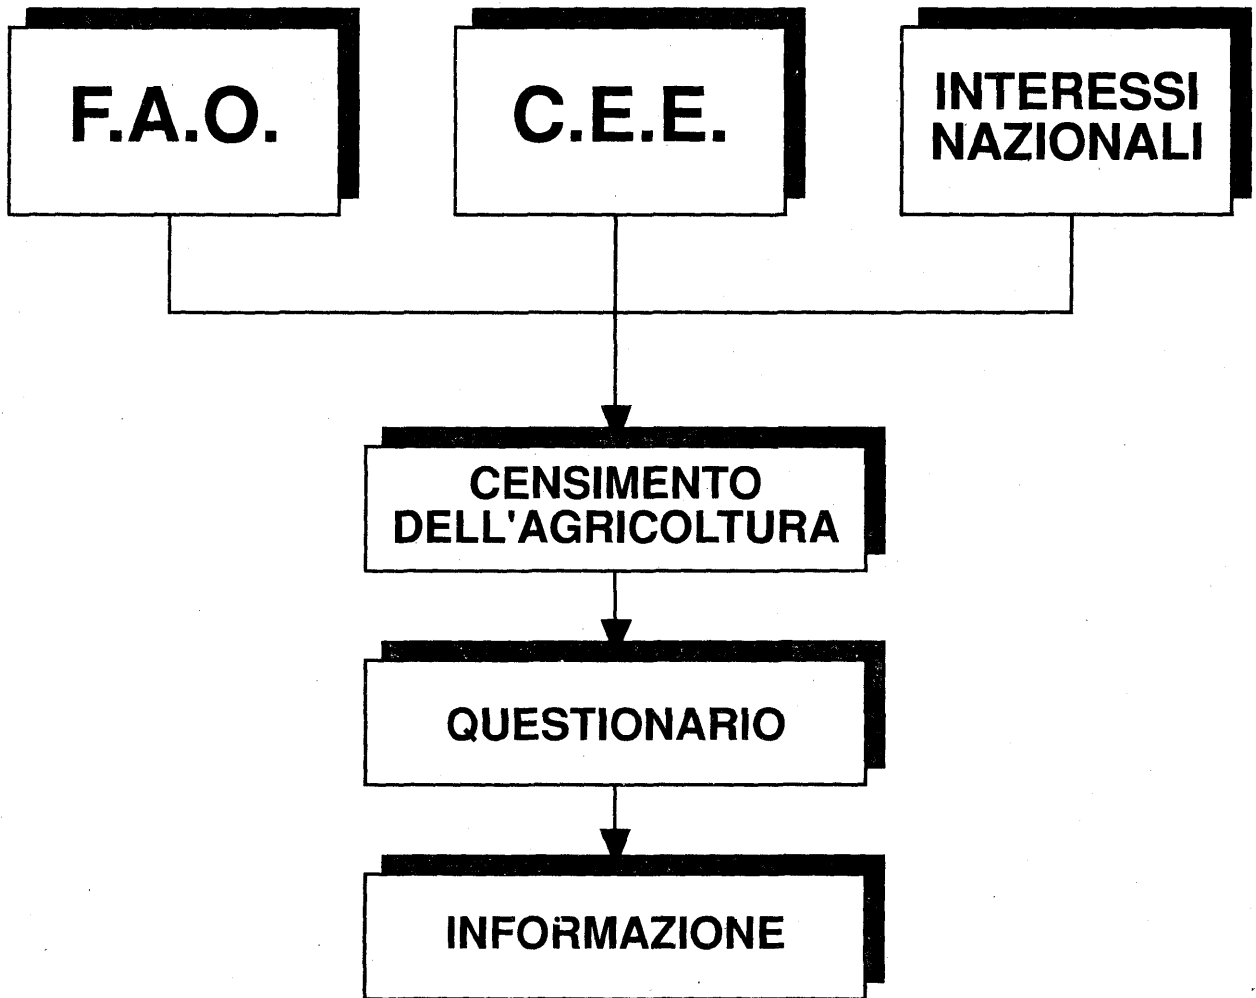 F.A.O.
C.E.E.
INTERESSI
NAZIONALI
CENSIMENTO
DELL'AGRICOLTURA
QUESTIONARIO
INFORMAZIONE